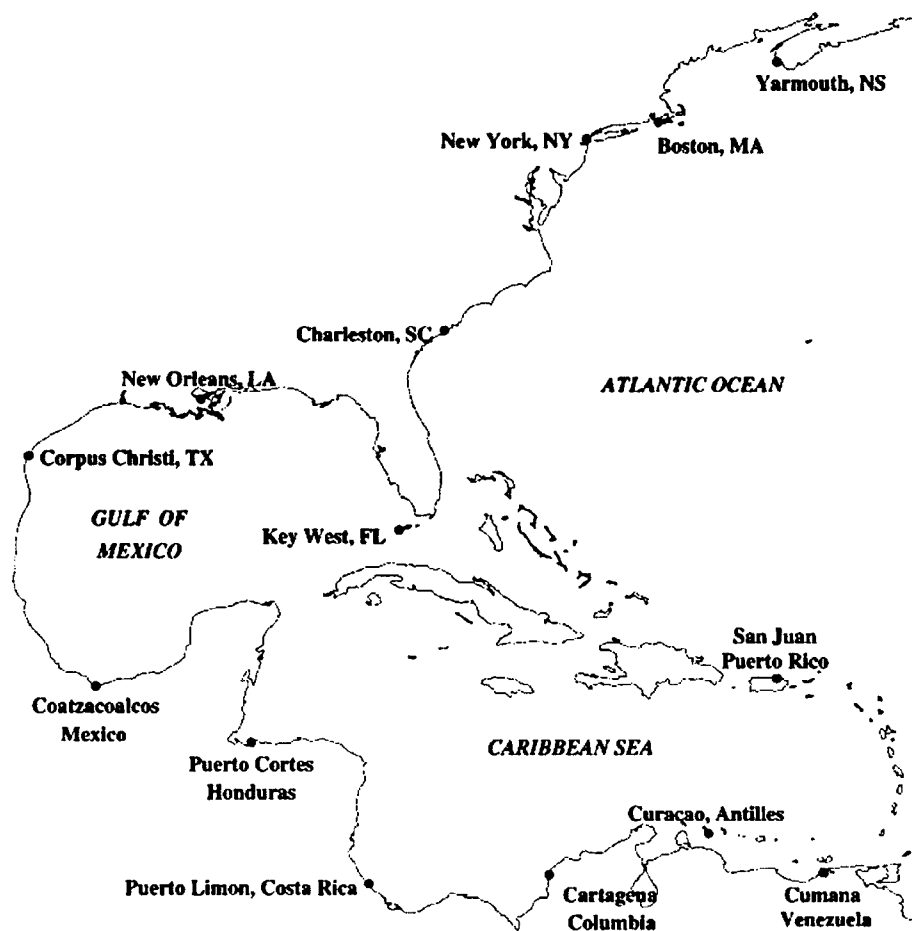 Yarmouth, NS
New York, NY
Boston, MA
Charleston, SC
New Orleans, LA
ATLANTIC OCEAN
Corpus Christi, TX
GULF OF
MEXICO
Key West, FL
San Juan
Puerto Rico
Coatzacoalcos
Mexico
CARIBBEAN SEA
Puerto Cortes
Honduras
Curaçao, Antilles
Puerto Limon, Costa Rica
Cartagena
Columbia
Cumana
Venezuela